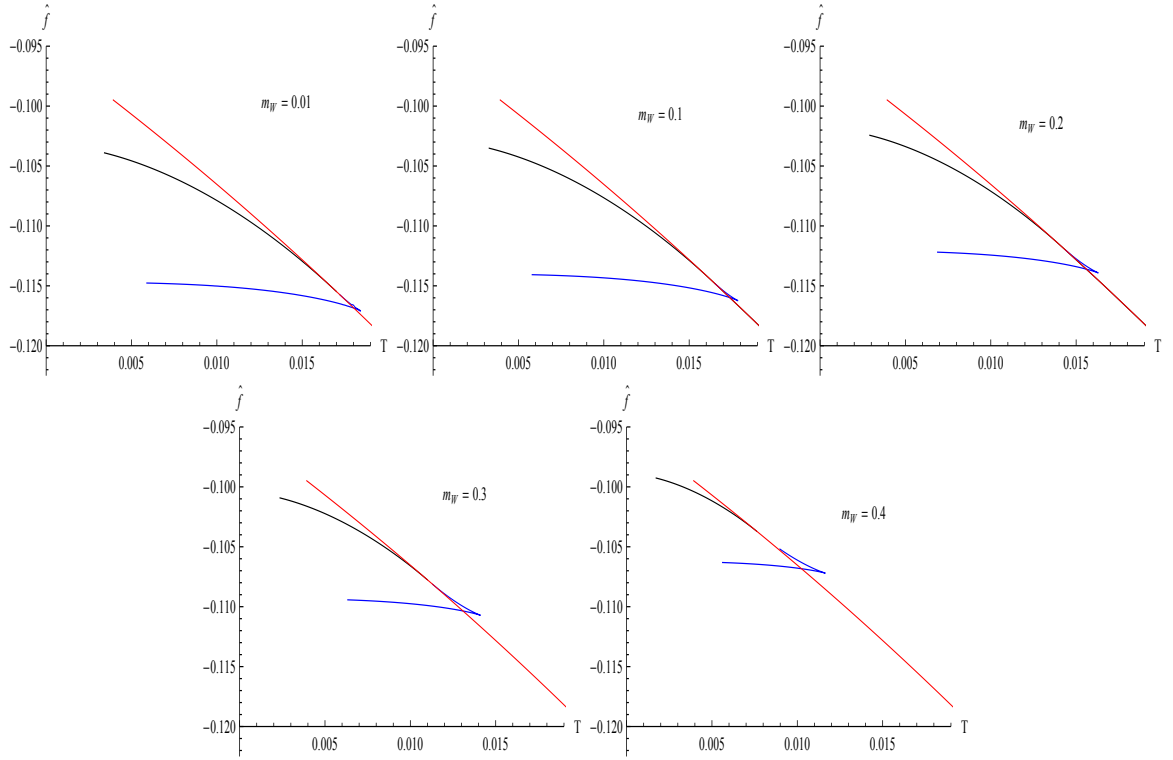 f̂ f̂ f̂
−0.095 −0.095 −0.095
−0.100 −0.100 −0.100
m_W = 0.01 m_W = 0.1 m_W = 0.2
−0.105 −0.105 −0.105
−0.110 −0.110 −0.110
−0.115 −0.115 −0.115
−0.120 T −0.120 T −0.120 T
0.005 0.010 0.015 0.005 0.010 0.015 0.005 0.010 0.015
f̂ f̂
−0.095 −0.095
−0.100 −0.100
m_W = 0.3 m_W = 0.4
−0.105 −0.105
−0.110 −0.110
−0.115 −0.115
−0.120 T −0.120 T
0.005 0.010 0.015 0.005 0.010 0.015